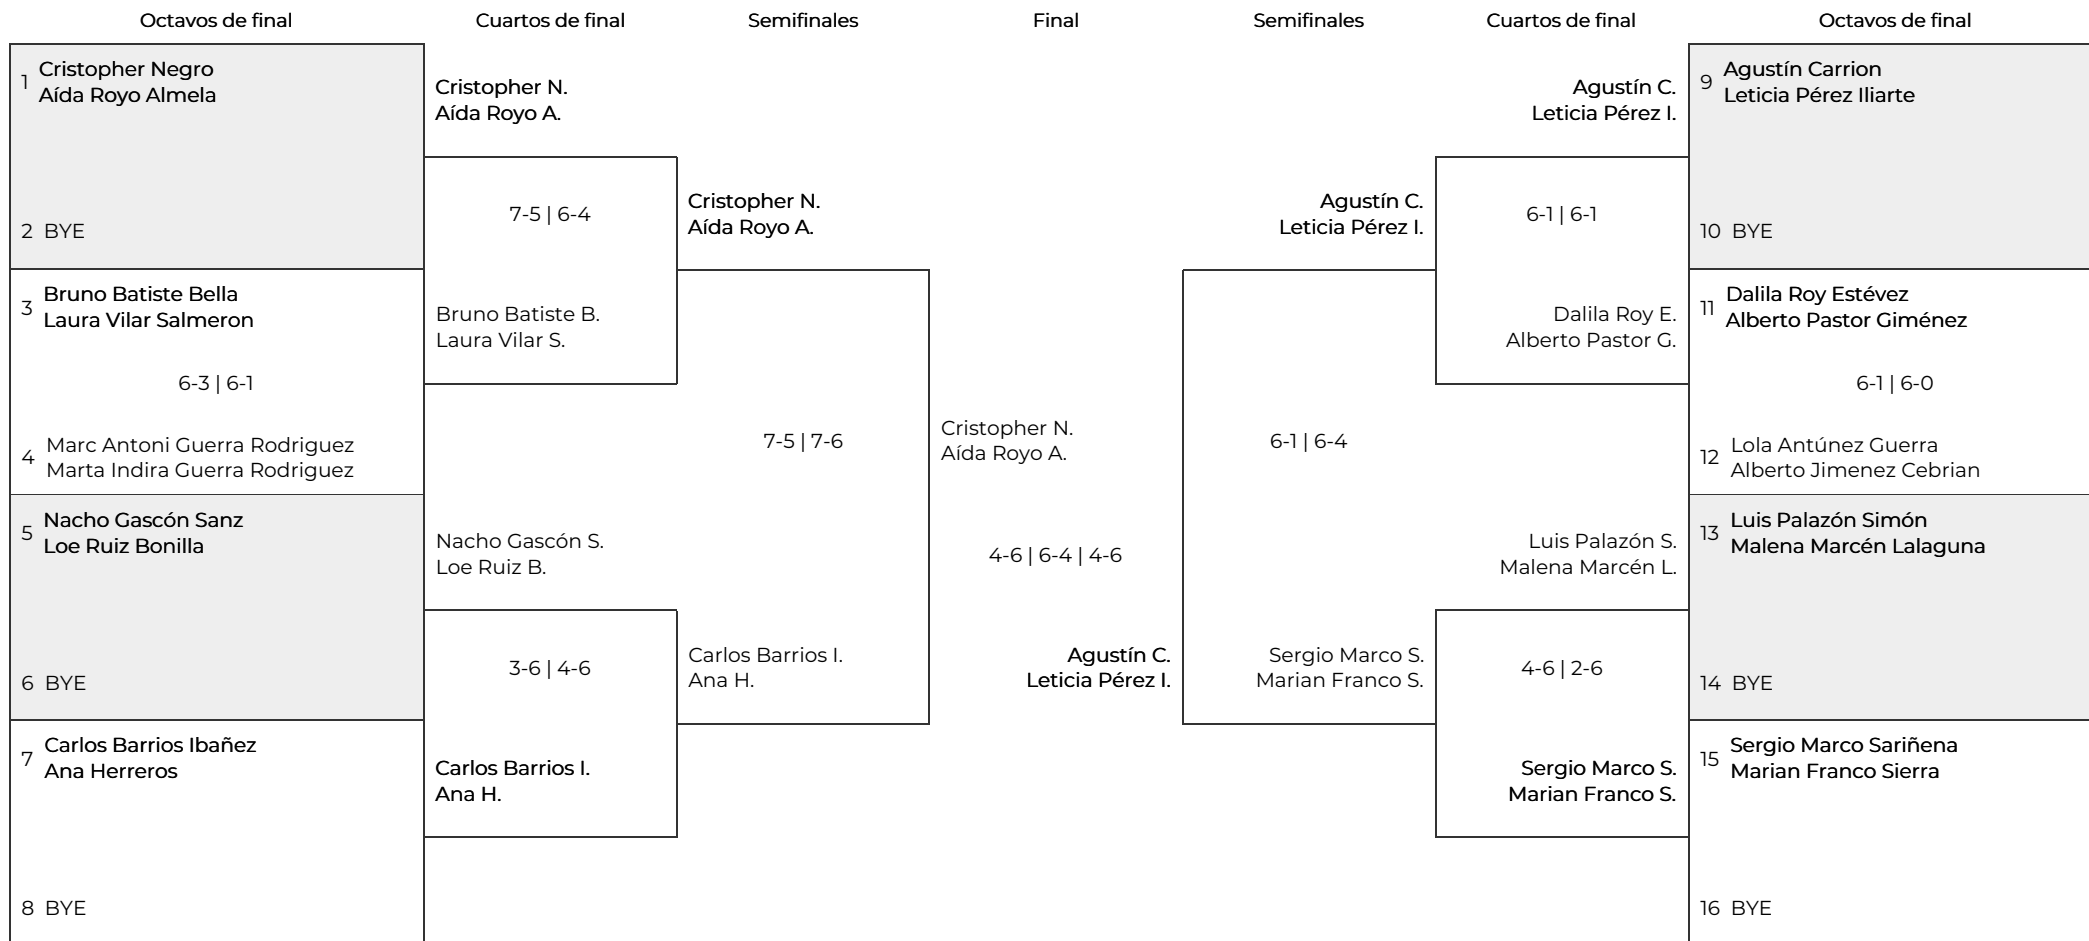 Octavos de final
Cuartos de final
Semifinales
Final
Semifinales
Cuartos de final
Octavos de final
1 Cristopher Negro
Aída Royo Almela
2 BYE
3 Bruno Batiste Bella
Laura Vilar Salmeron
6-3 | 6-1
4 Marc Antoni Guerra Rodriguez
Marta Indira Guerra Rodriguez
5 Nacho Gascón Sanz
Loe Ruiz Bonilla
6 BYE
7 Carlos Barrios Ibañez
Ana Herreros
8 BYE
Cristopher N.
Aída Royo A.
7-5 | 6-4
Bruno Batiste B.
Laura Vilar S.
Nacho Gascón S.
Loe Ruiz B.
3-6 | 4-6
Carlos Barrios I.
Ana H.
Cristopher N.
Aída Royo A.
7-5 | 7-6
Carlos Barrios I.
Ana H.
Cristopher N.
Aída Royo A.
4-6 | 6-4 | 4-6
Agustín C.
Leticia Pérez I.
Agustín C.
Leticia Pérez I.
6-1 | 6-4
Sergio Marco S.
Marian Franco S.
Agustín C.
Leticia Pérez I.
6-1 | 6-1
Dalila Roy E.
Alberto Pastor G.
Luis Palazón S.
Malena Marcén L.
4-6 | 2-6
Sergio Marco S.
Marian Franco S.
9 Agustín Carrion
Leticia Pérez Iliarte
10 BYE
11 Dalila Roy Estévez
Alberto Pastor Giménez
6-1 | 6-0
12 Lola Antúnez Guerra
Alberto Jimenez Cebrian
13 Luis Palazón Simón
Malena Marcén Lalaguna
14 BYE
15 Sergio Marco Sariñena
Marian Franco Sierra
16 BYE